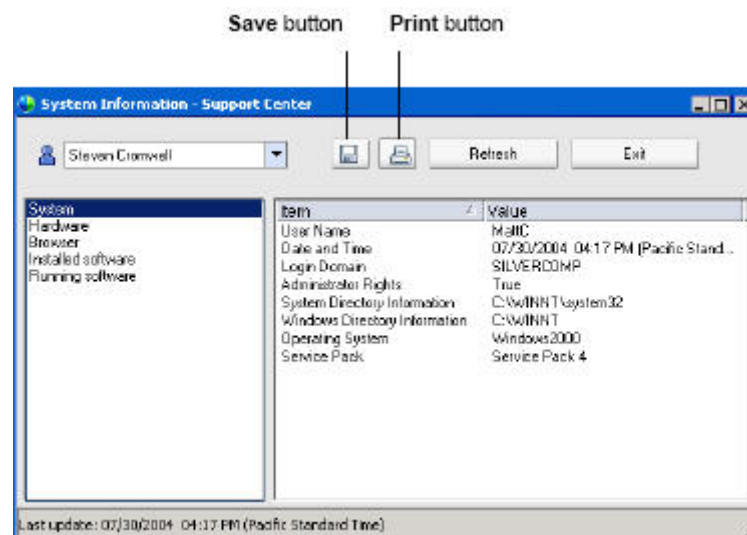 Save button Print button
System Information - Support Center
Steven Cromwell Refresh Exit
System
Hardware
Browser
Installed software
Running software
Item Value
User Name MattC
Date and Time 07/30/2004 04:17 PM (Pacific Stand...
Login Domain SILVERCOMP
Administrator Rights True
System Directory Information C:\WINNT\system32
Windows Directory Information C:\WINNT
Operating System Windows2000
Service Pack Service Pack 4
Last update: 07/30/2004 04:17 PM (Pacific Standard Time)